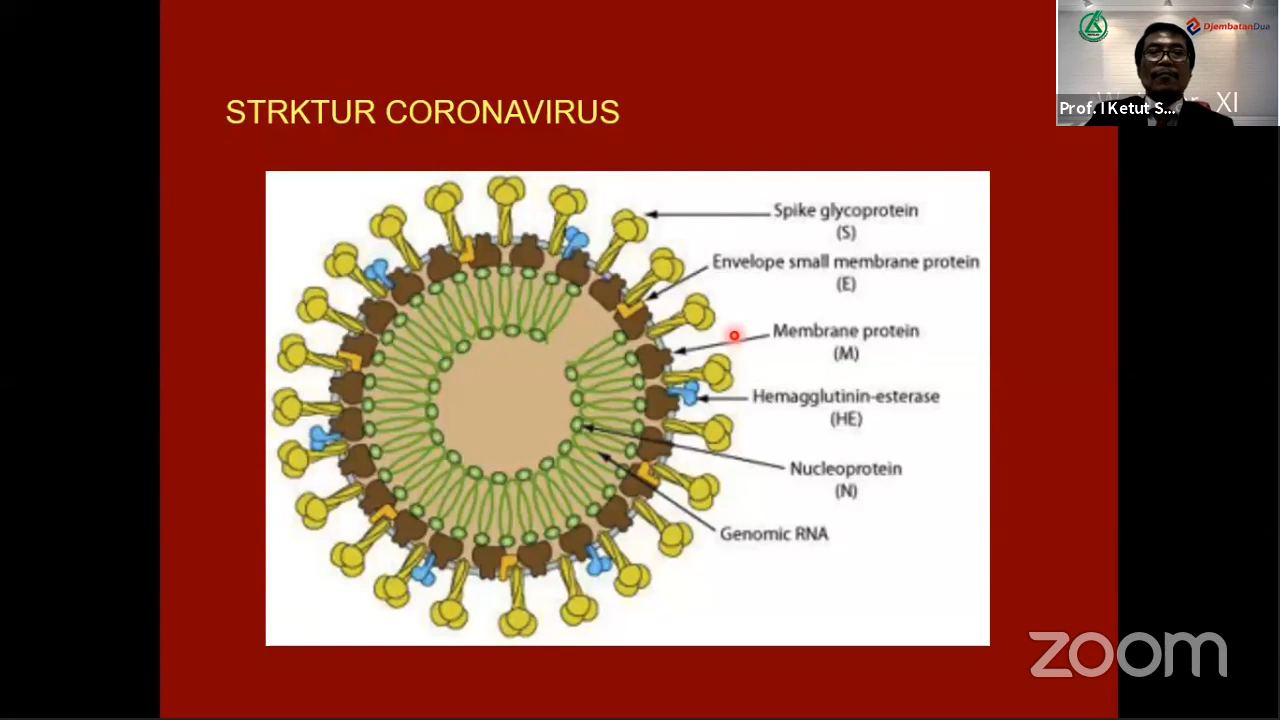 DjembatanDua
XI
Prof. I Ketut S...
STRKTUR CORONAVIRUS
Spike glycoprotein
(S)
Envelope small membrane protein
(E)
Membrane protein
(M)
Hemagglutinin-esterase
(HE)
Nucleoprotein
(N)
Genomic RNA
zoom